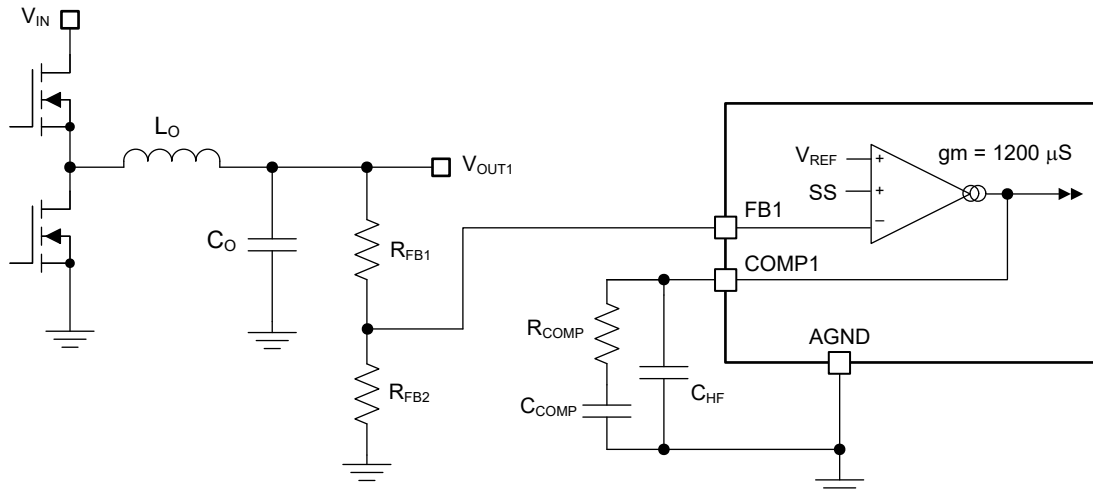 VIN
LO
VOUT1
CO
RFB1
RFB2
VREF
gm = 1200 µS
SS
+
+
–
FB1
COMP1
RCOMP
CCOMP
CHF
AGND